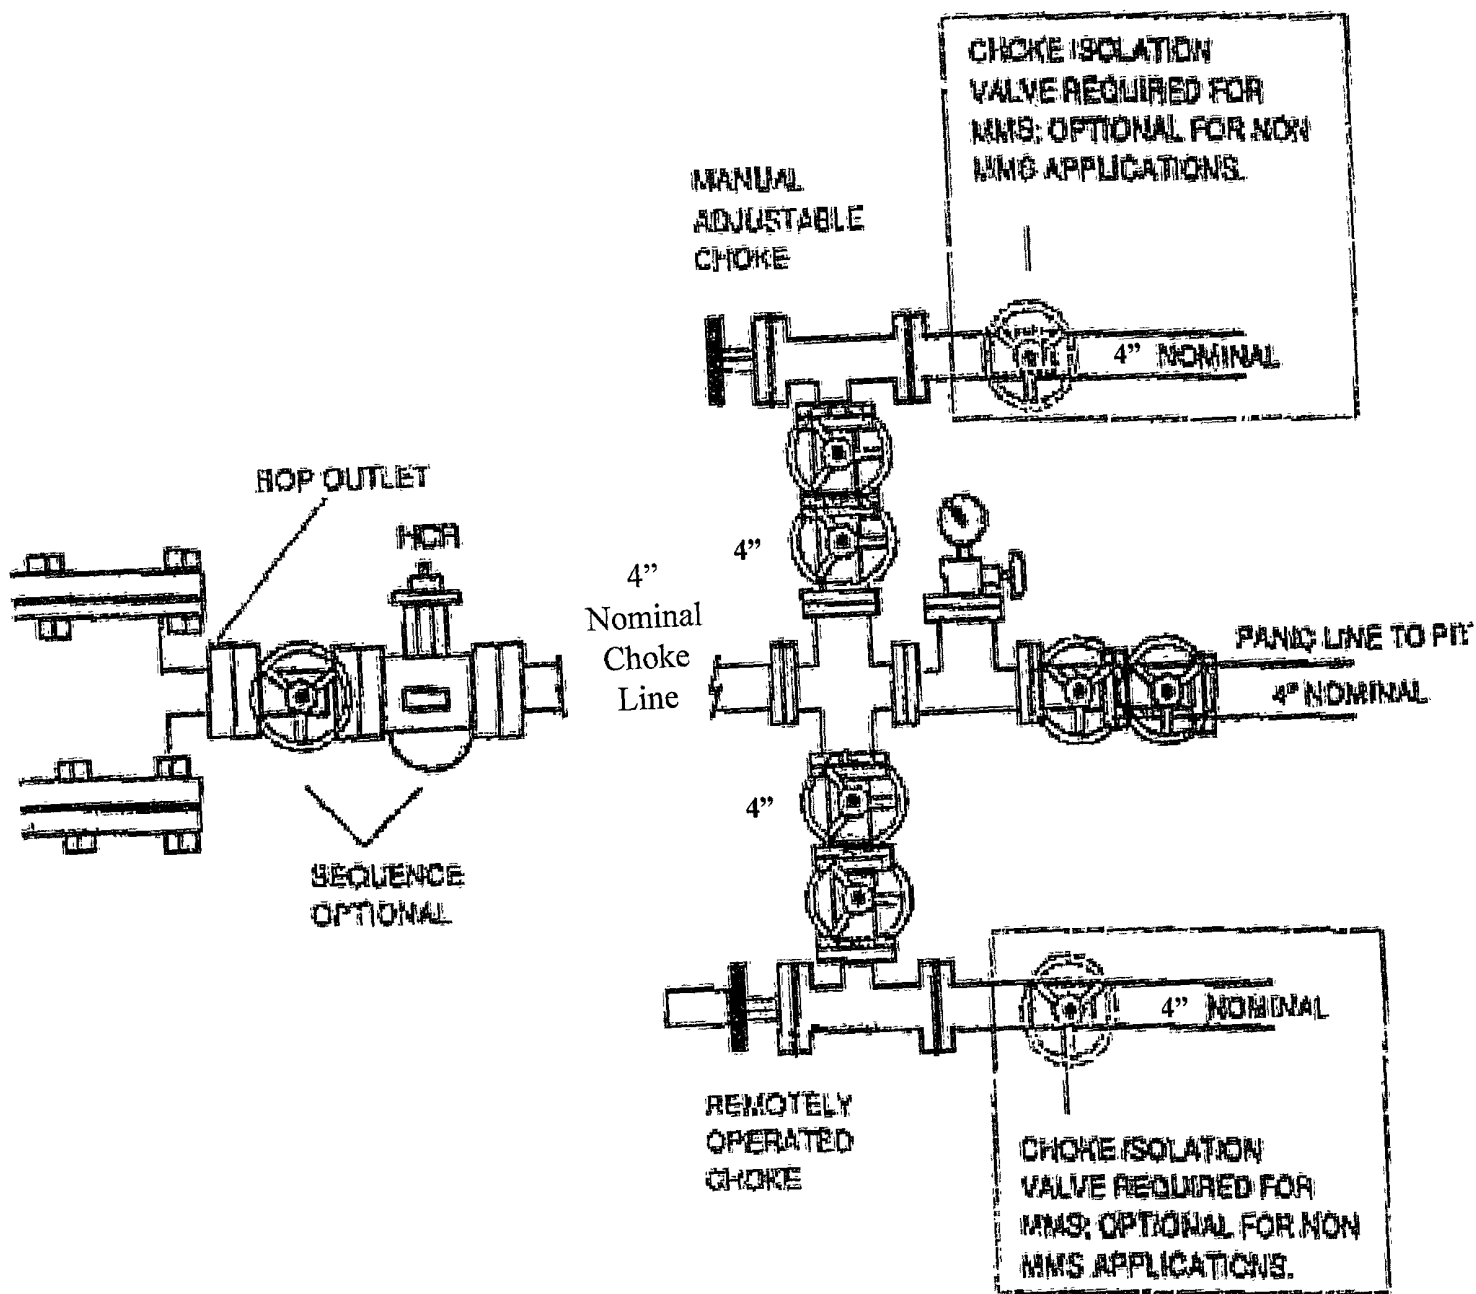 CHOKE ISOLATION
VALVE REQUIRED FOR
MMS; OPTIONAL FOR NON
MMS APPLICATIONS.
MANUAL
ADJUSTABLE
CHOKE
4” NOMINAL
BOP OUTLET
HCR
4”
4”
Nominal
Choke
Line
PANIC LINE TO PIT
4" NOMINAL
4”
SEQUENCE
OPTIONAL
4” NOMINAL
REMOTELY
OPERATED
CHOKE
CHOKE ISOLATION
VALVE REQUIRED FOR
MMS; OPTIONAL FOR NON
MMS APPLICATIONS.